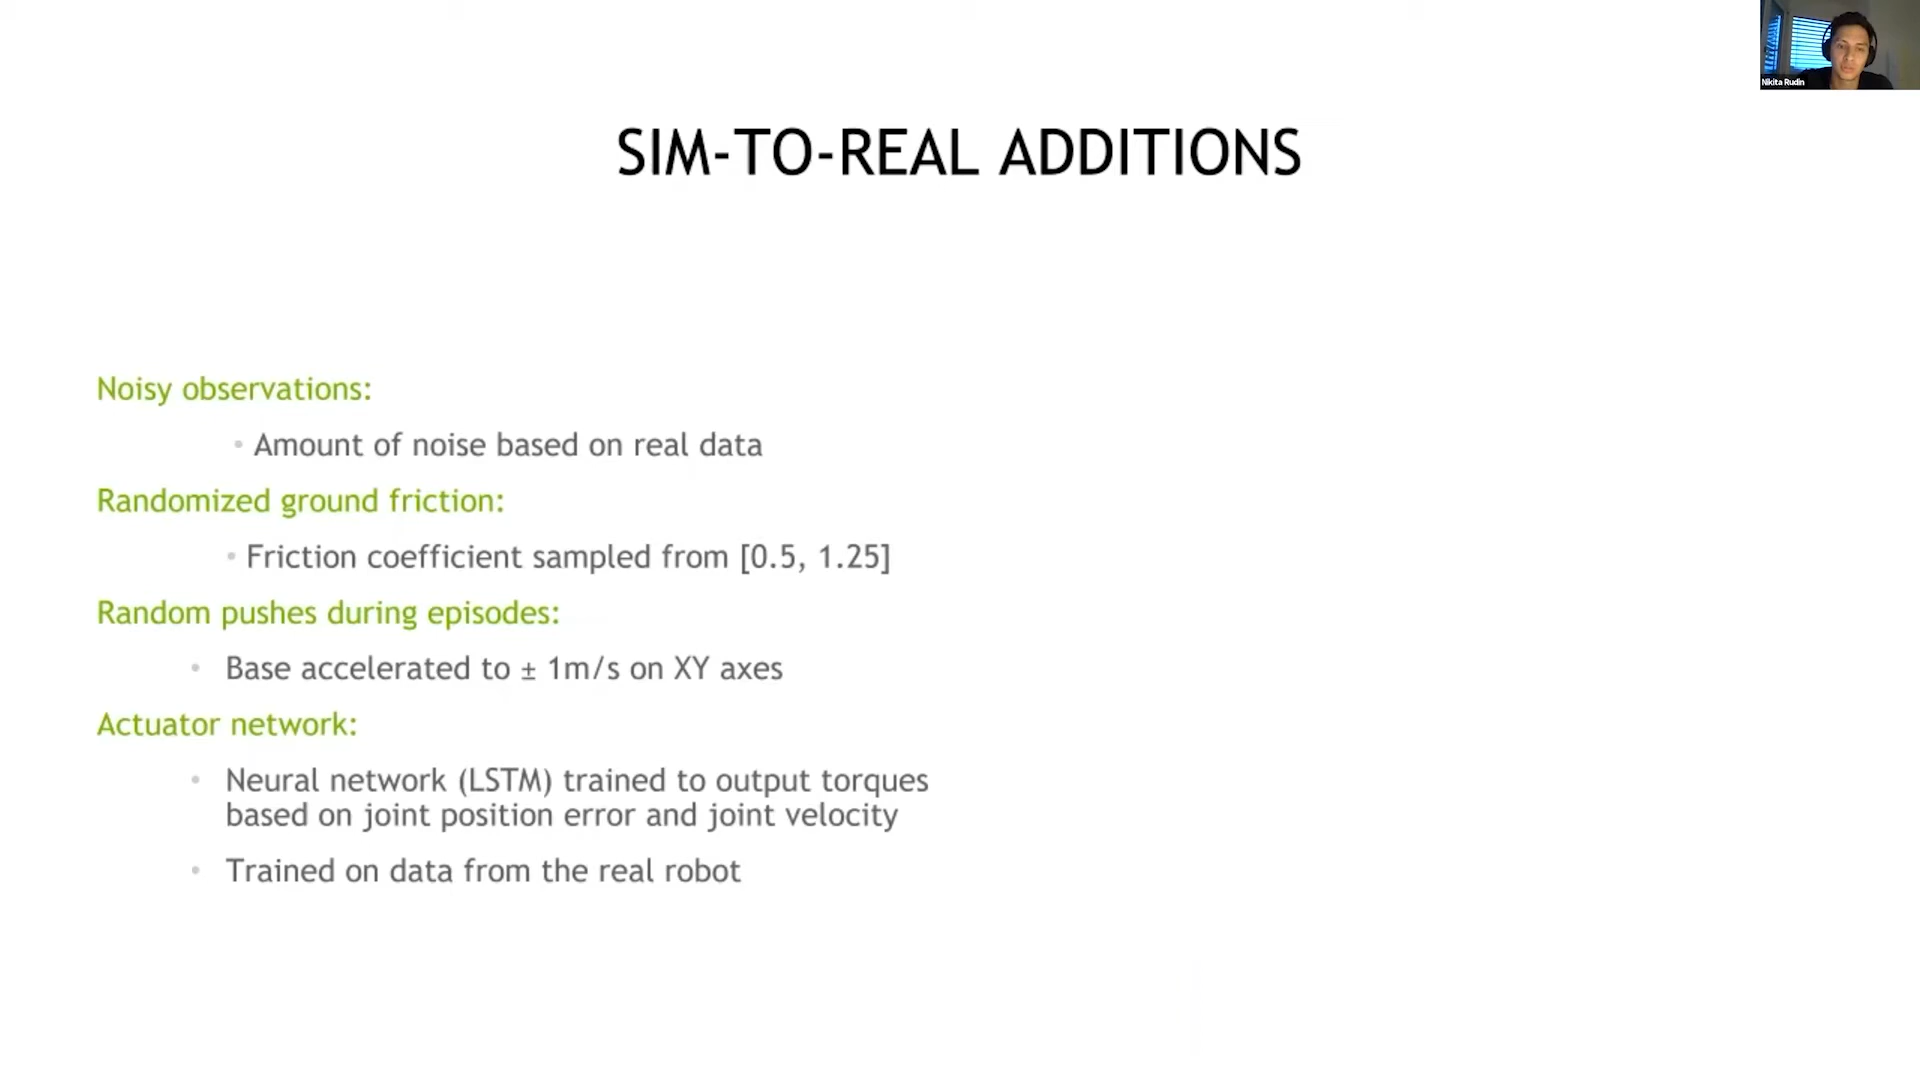 Nikita Rudin
SIM-TO-REAL ADDITIONS
Noisy observations:
• Amount of noise based on real data
Randomized ground friction:
• Friction coefficient sampled from [0.5, 1.25]
Random pushes during episodes:
• Base accelerated to ± 1m/s on XY axes
Actuator network:
• Neural network (LSTM) trained to output torques
based on joint position error and joint velocity
• Trained on data from the real robot